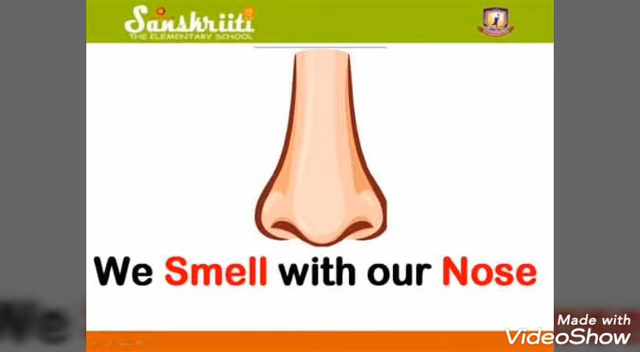 Sanskriiti
THE ELEMENTARY SCHOOL
We Smell with our Nose
Made with
VideoShow